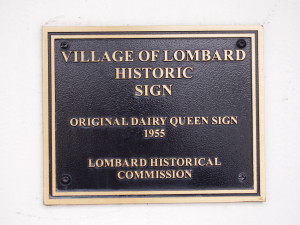 VILLAGE OF LOMBARD
HISTORIC
SIGN
ORIGINAL DAIRY QUEEN SIGN
1955
LOMBARD HISTORICAL
COMMISSION